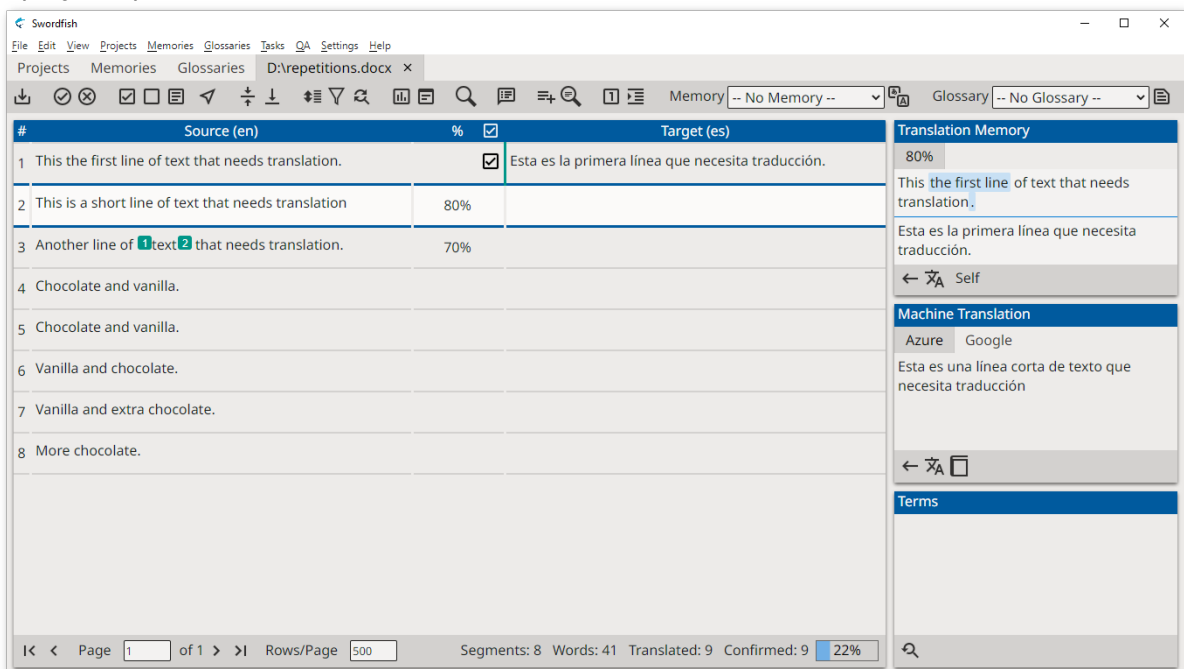 Swordfish
File Edit View Projects Memories Glossaries Tasks QA Settings Help
Projects Memories Glossaries D:\repetitions.docx ×
Memory -- No Memory -- Glossary -- No Glossary --
# Source (en) % Target (es)
1 This the first line of text that needs translation. Esta es la primera línea que necesita traducción.
2 This is a short line of text that needs translation 80%
3 Another line of 1 text 2 that needs translation. 70%
4 Chocolate and vanilla.
5 Chocolate and vanilla.
6 Vanilla and chocolate.
7 Vanilla and extra chocolate.
8 More chocolate.
Page 1 of 1 Rows/Page 500 Segments: 8 Words: 41 Translated: 9 Confirmed: 9 22%
Translation Memory
80%
This the first line of text that needs
translation.
Esta es la primera línea que necesita
traducción.
Self
Machine Translation
Azure Google
Esta es una línea corta de texto que
necesita traducción
Terms